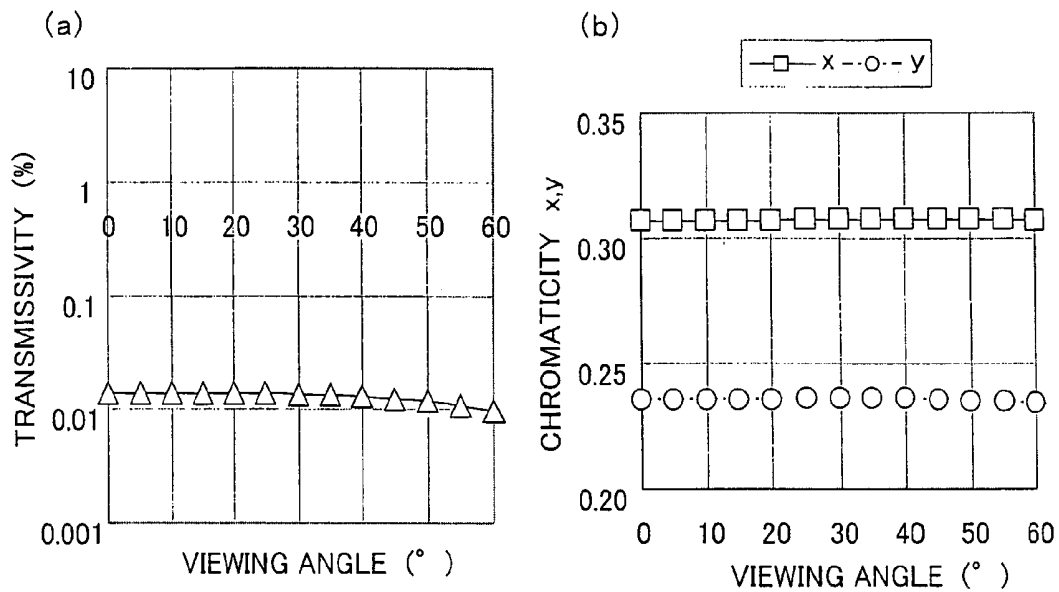 (a)
10
1
0 10 20 30 40 50 60
0.1
0.01
0.001
TRANSMISSIVITY (%)
VIEWING ANGLE (°)
(b)
x y
0.35
0.30
0.25
0.20
CHROMATICITY x,y
0 10 20 30 40 50 60
VIEWING ANGLE (°)